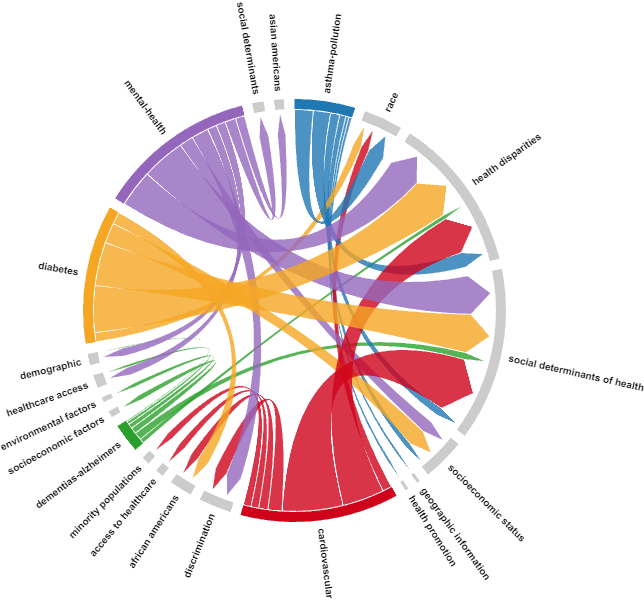 social determinants
asian americans
asthma-pollution
race
health disparities
social determinants of health
socioeconomic status
geographic information
health promotion
cardiovascular
discrimination
african americans
access to healthcare
minority populations
dementias-alzheimers
socioeconomic factors
environmental factors
healthcare access
demographic
diabetes
mental-health